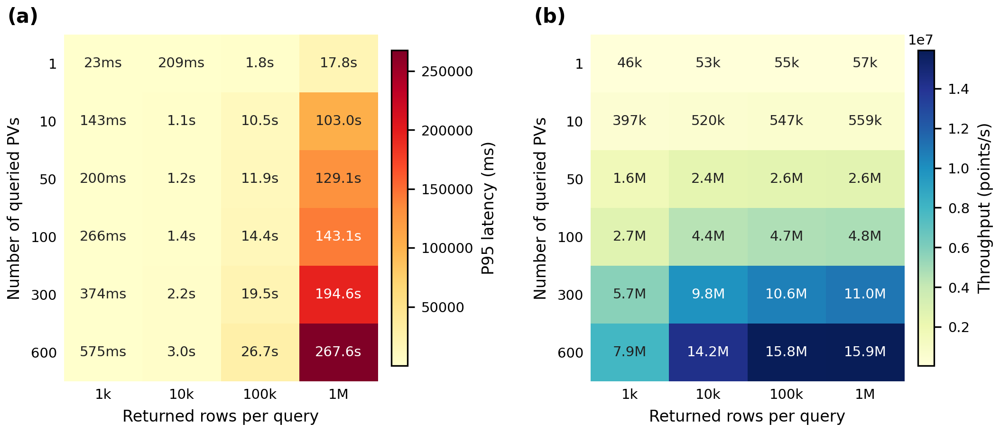 (a)
1 23ms 209ms 1.8s 17.8s
10 143ms 1.1s 10.5s 103.0s
50 200ms 1.2s 11.9s 129.1s
100 266ms 1.4s 14.4s 143.1s
300 374ms 2.2s 19.5s 194.6s
600 575ms 3.0s 26.7s 267.6s
1k 10k 100k 1M
Returned rows per query
Number of queried PVs
250000
200000
150000
100000
50000
P95 latency (ms)
(b)
1 46k 53k 55k 57k
10 397k 520k 547k 559k
50 1.6M 2.4M 2.6M 2.6M
100 2.7M 4.4M 4.7M 4.8M
300 5.7M 9.8M 10.6M 11.0M
600 7.9M 14.2M 15.8M 15.9M
1k 10k 100k 1M
Returned rows per query
Number of queried PVs
1e7
1.4
1.2
1.0
0.8
0.6
0.4
0.2
Throughput (points/s)